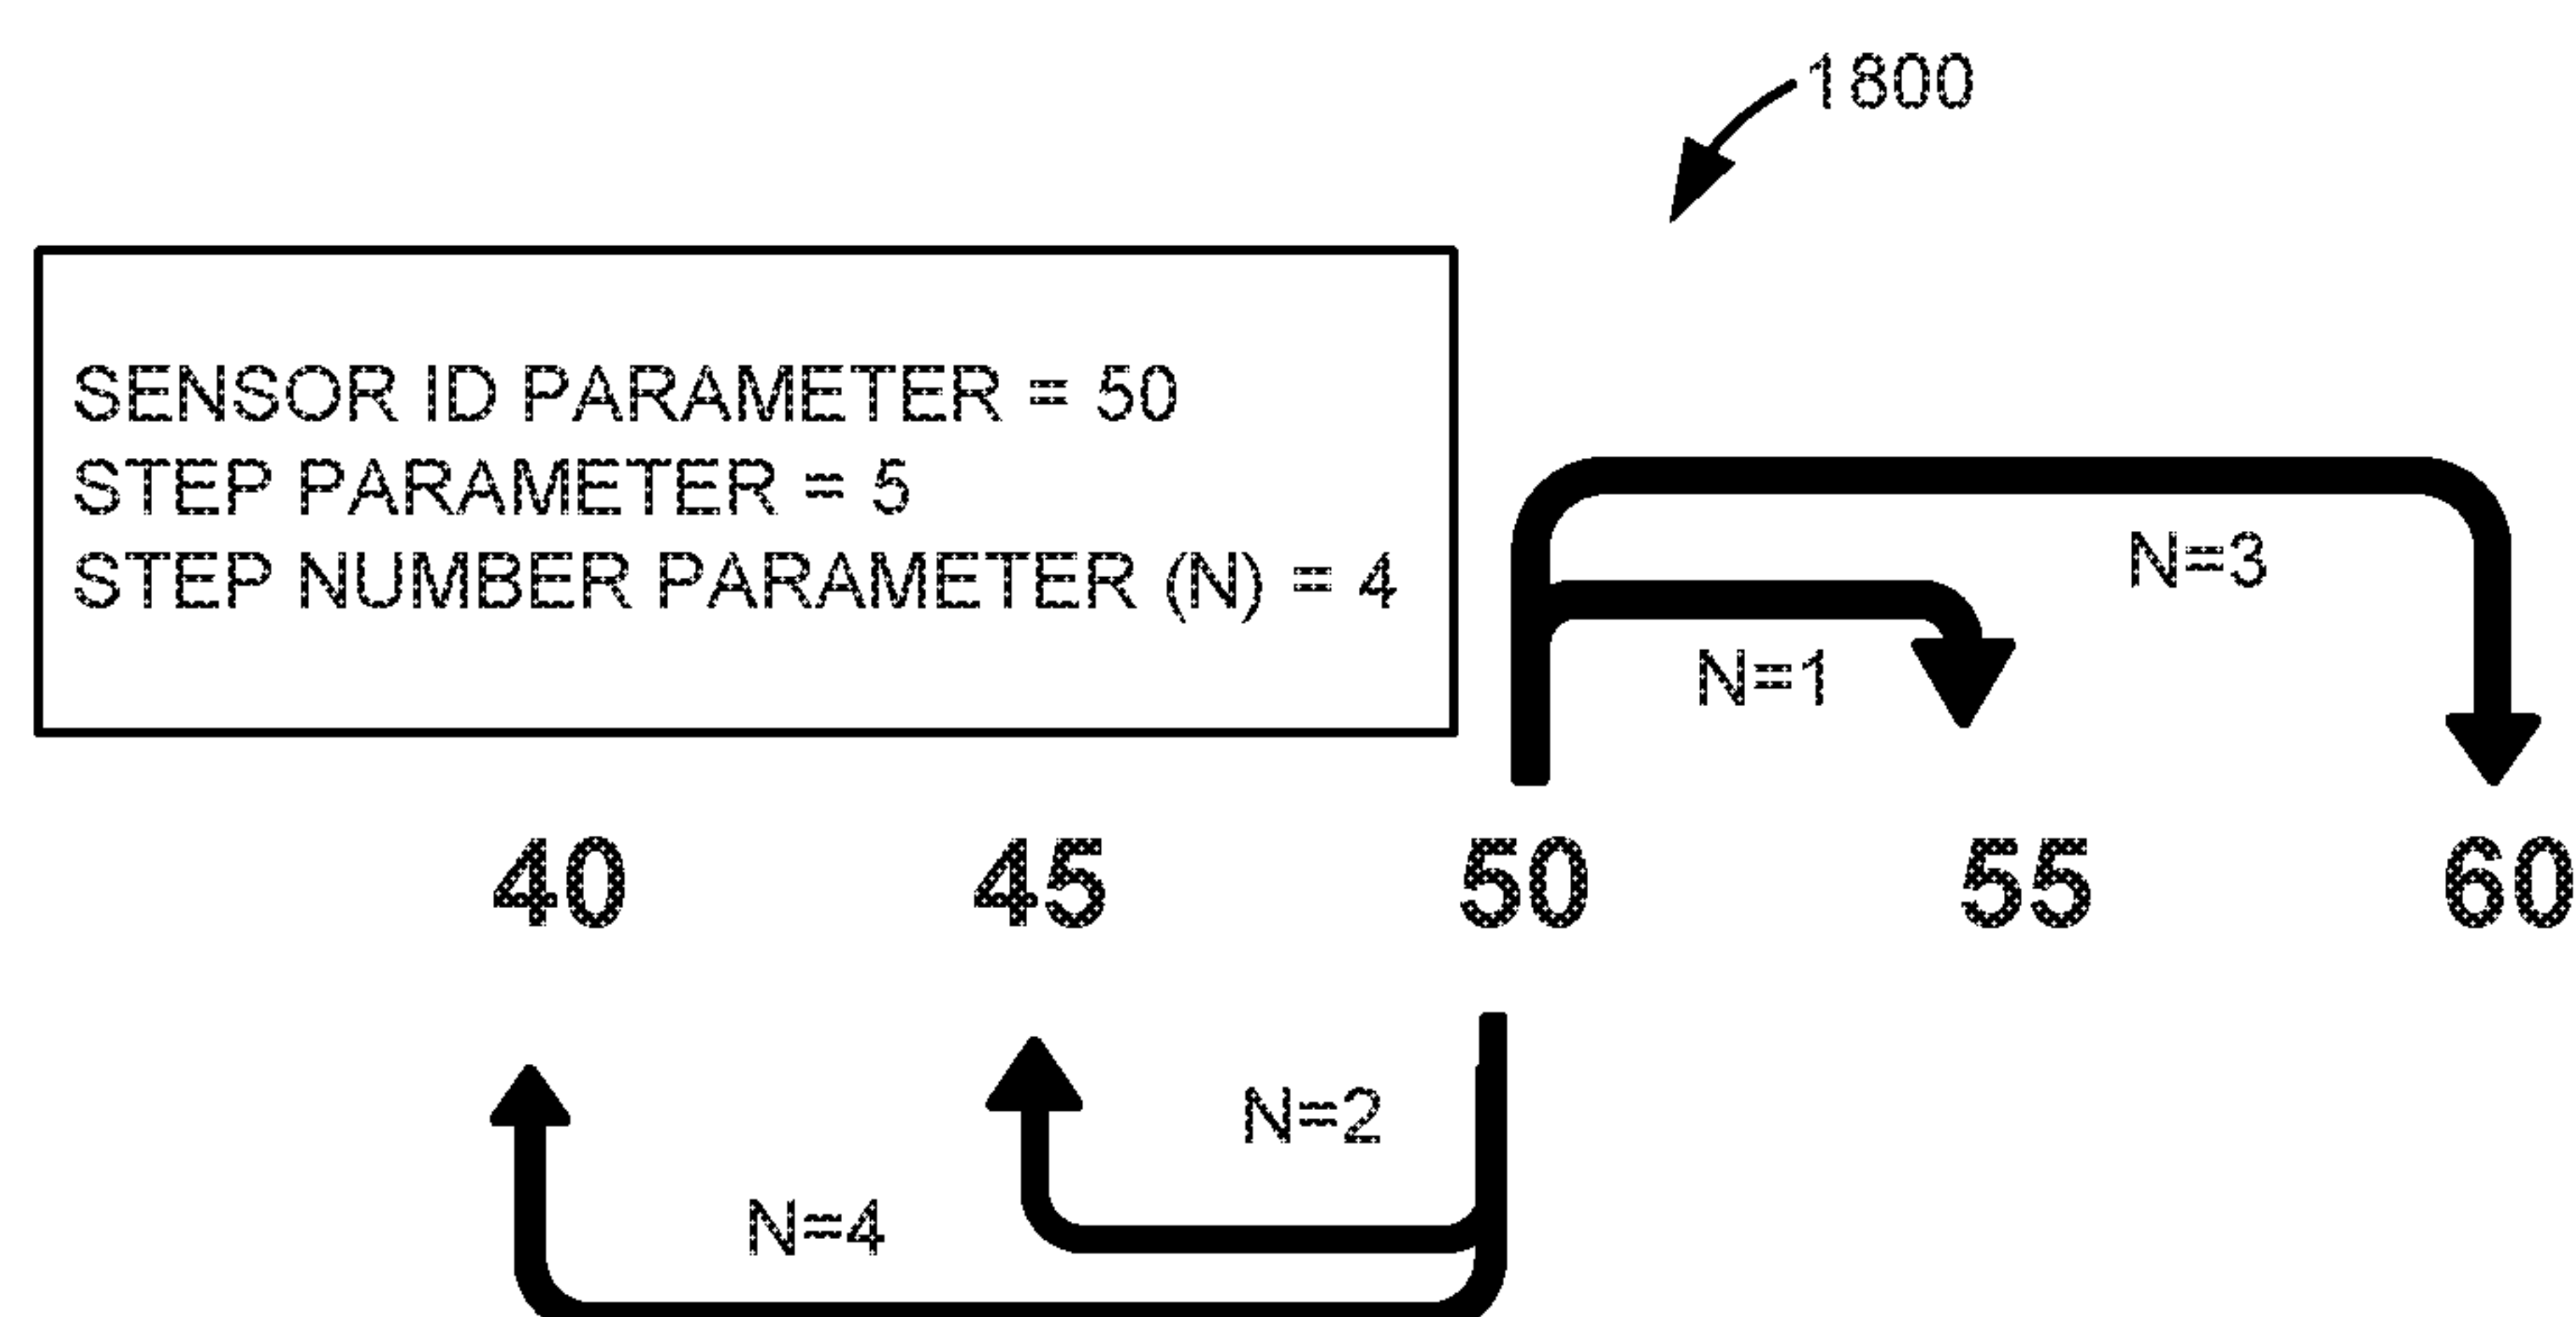 1800
SENSOR ID PARAMETER = 50
STEP PARAMETER = 5
STEP NUMBER PARAMETER (N) = 4
N=3
N=1
40 45 50 55 60
N=2
N=4